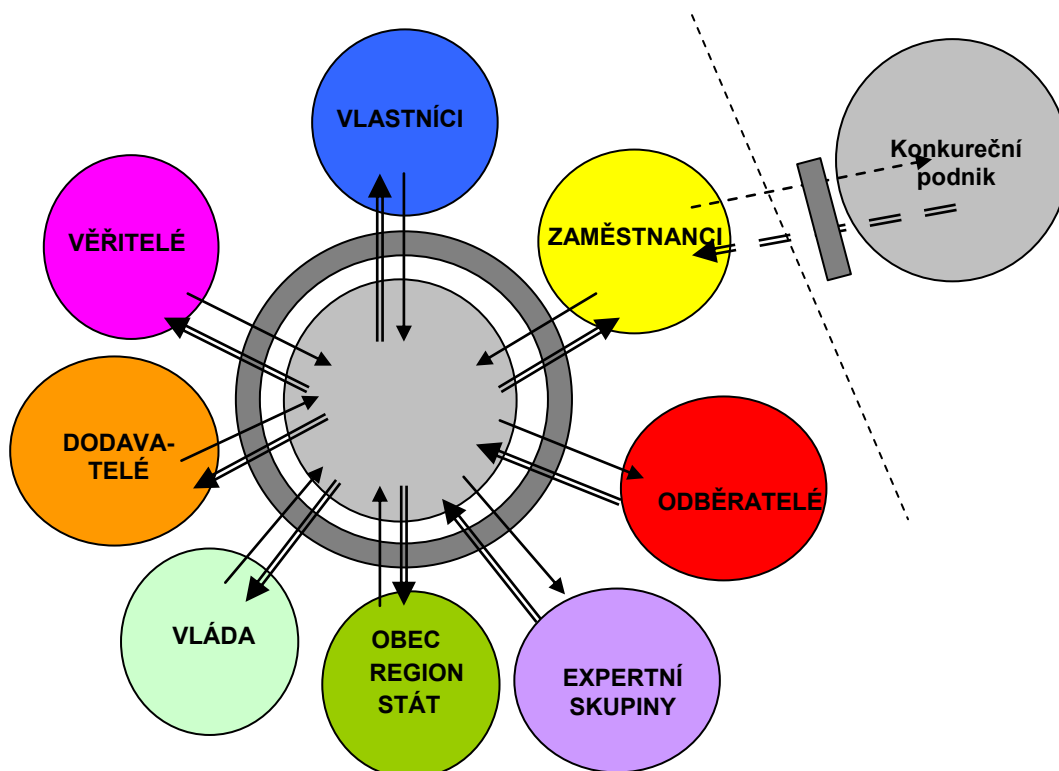 VLASTNÍCI
Konkureční
podnik
VĚŘITELÉ
ZAMĚSTNANCI
DODAVA-
TELÉ
ODBĚRATELÉ
VLÁDA
OBEC
REGION
STÁT
EXPERTNÍ
SKUPINY